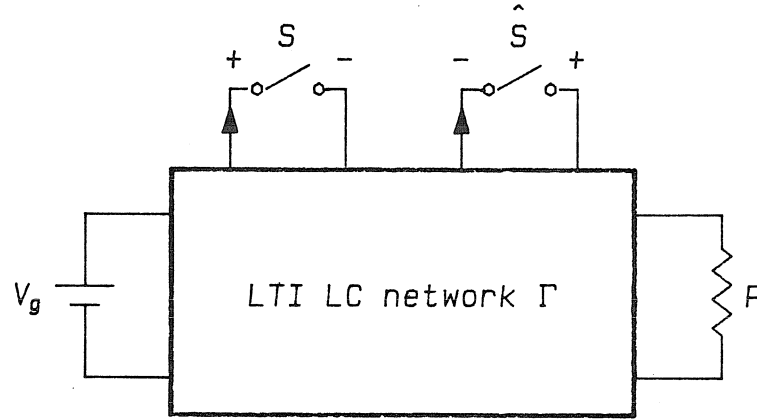 S Ŝ
+ - - +
V_g LTI LC network Γ